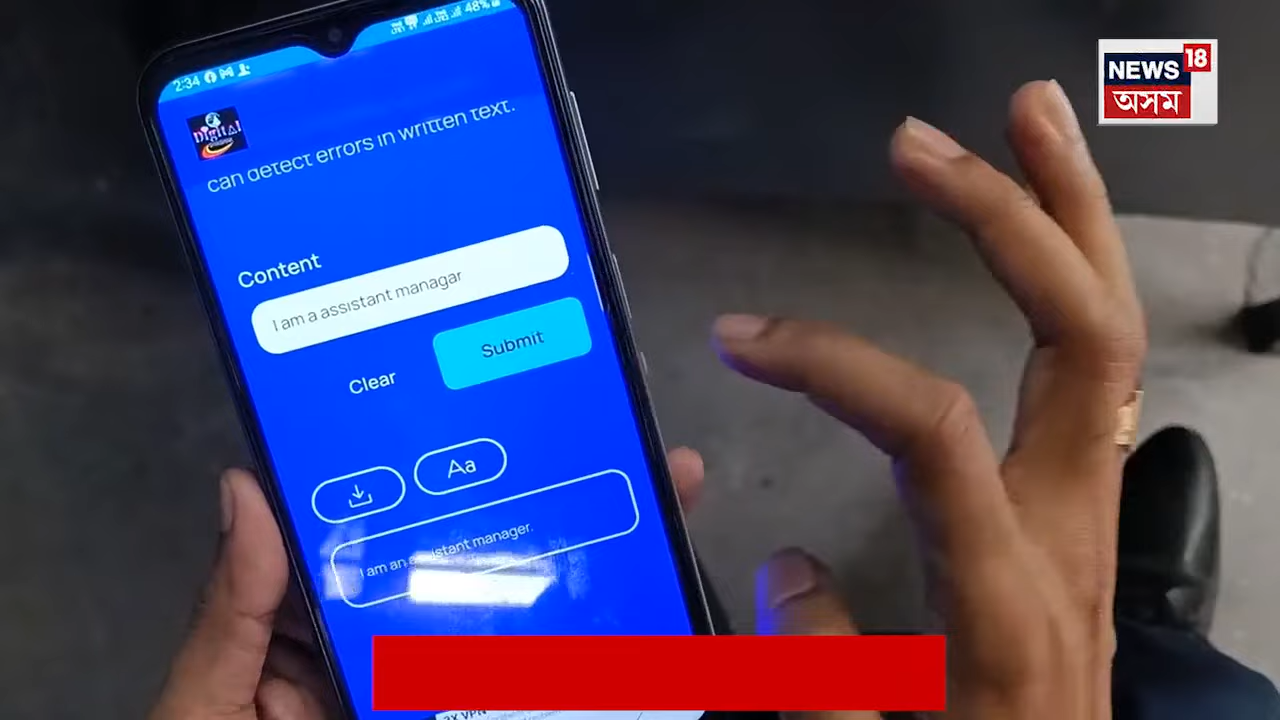 2:34
48%
NEWS 18
অসম
Digital
can detect errors in written text.
Content
I am a assistant managar
Submit
Clear
Aa
I am an assistant manager.
VPN